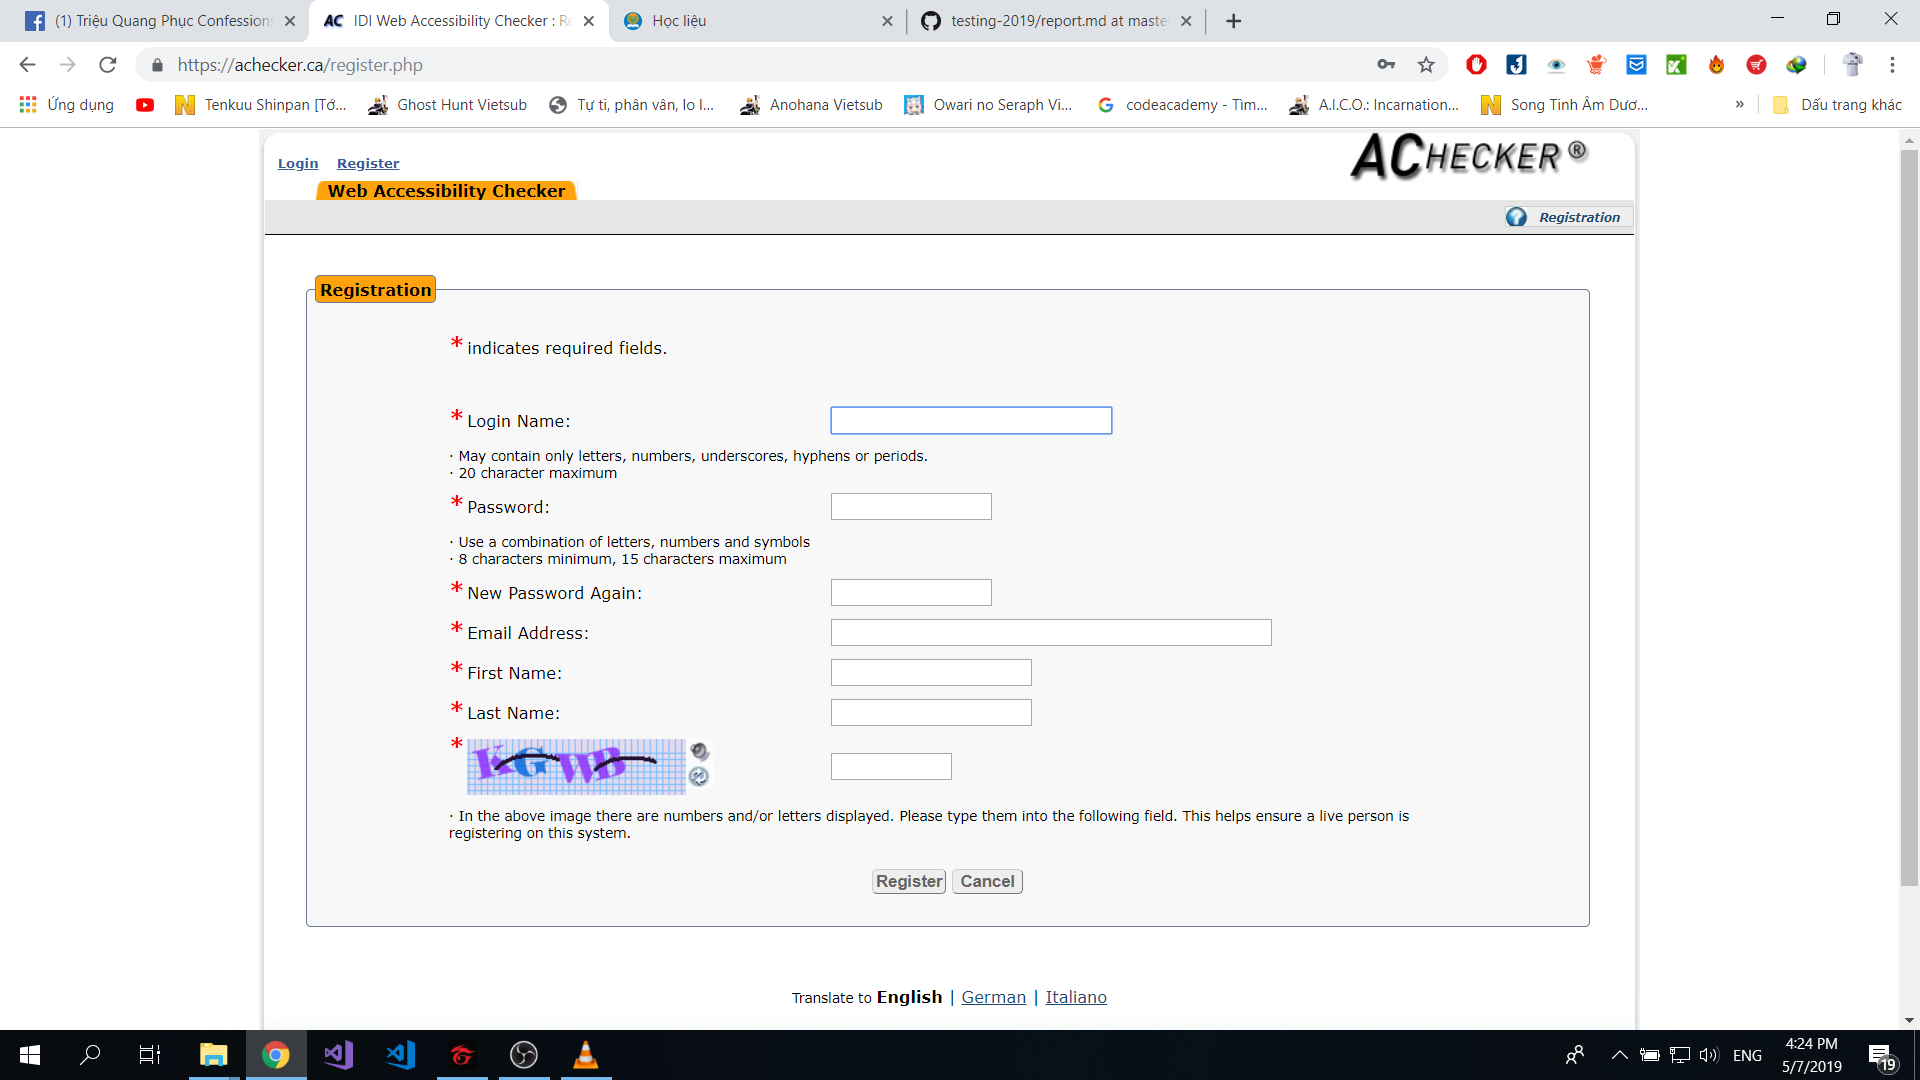 (1) Triệu Quang Phục Confessions
IDI Web Accessibility Checker : Re
Học liệu
testing-2019/report.md at maste
https://achecker.ca/register.php
Ứng dụng
Tenkuu Shinpan [Tớ...
Ghost Hunt Vietsub
Tự ti, phân vân, lo l...
Anohana Vietsub
Owari no Seraph Vi...
codeacademy - Tìm...
A.I.C.O.: Incarnation...
Song Tinh Âm Dươ...
»
Dấu trang khác
Login Register
ACHECKER ®
Web Accessibility Checker
Registration
Registration
* indicates required fields.
* Login Name:
· May contain only letters, numbers, underscores, hyphens or periods.
· 20 character maximum
* Password:
· Use a combination of letters, numbers and symbols
· 8 characters minimum, 15 characters maximum
* New Password Again:
* Email Address:
* First Name:
* Last Name:
* KGWB
· In the above image there are numbers and/or letters displayed. Please type them into the following field. This helps ensure a live person is
registering on this system.
Register Cancel
Translate to English | German | Italiano
ENG
4:24 PM
5/7/2019
19